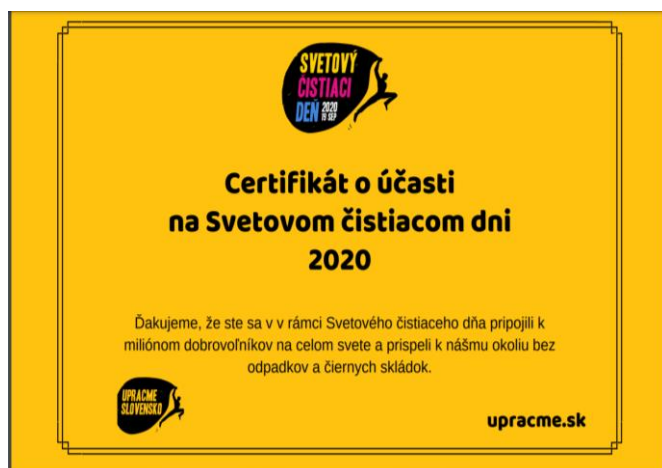 SVETOVÝ
ČISTIACI
DEŇ 2020
19 SEP
Certifikát o účasti
na Svetovom čistiacom dni
2020
Ďakujeme, že ste sa v v rámci Svetového čistiaceho dňa pripojili k
miliónom dobrovoľníkov na celom svete a prispeli k nášmu okoliu bez
odpadkov a čiernych skládok.
UPRACME
SLOVENSKO
upracme.sk